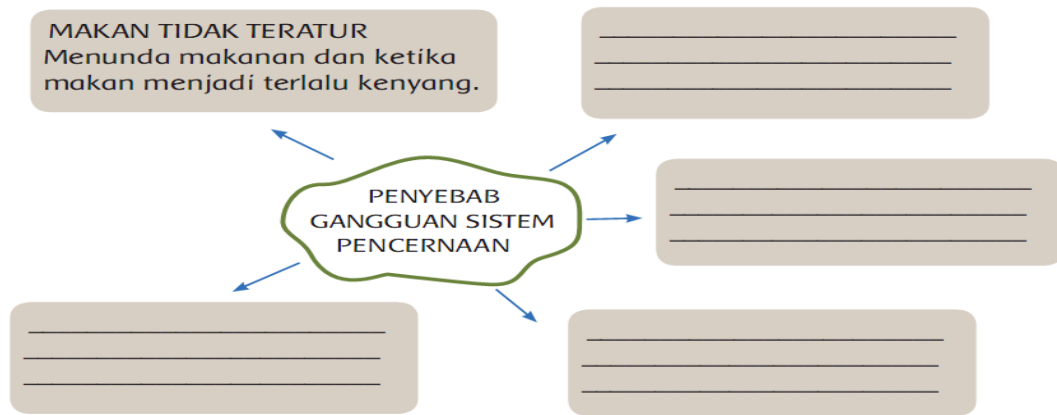 MAKAN TIDAK TERATUR
Menunda makanan dan ketika
makan menjadi terlalu kenyang.
PENYEBAB
GANGGUAN SISTEM
PENCERNAAN